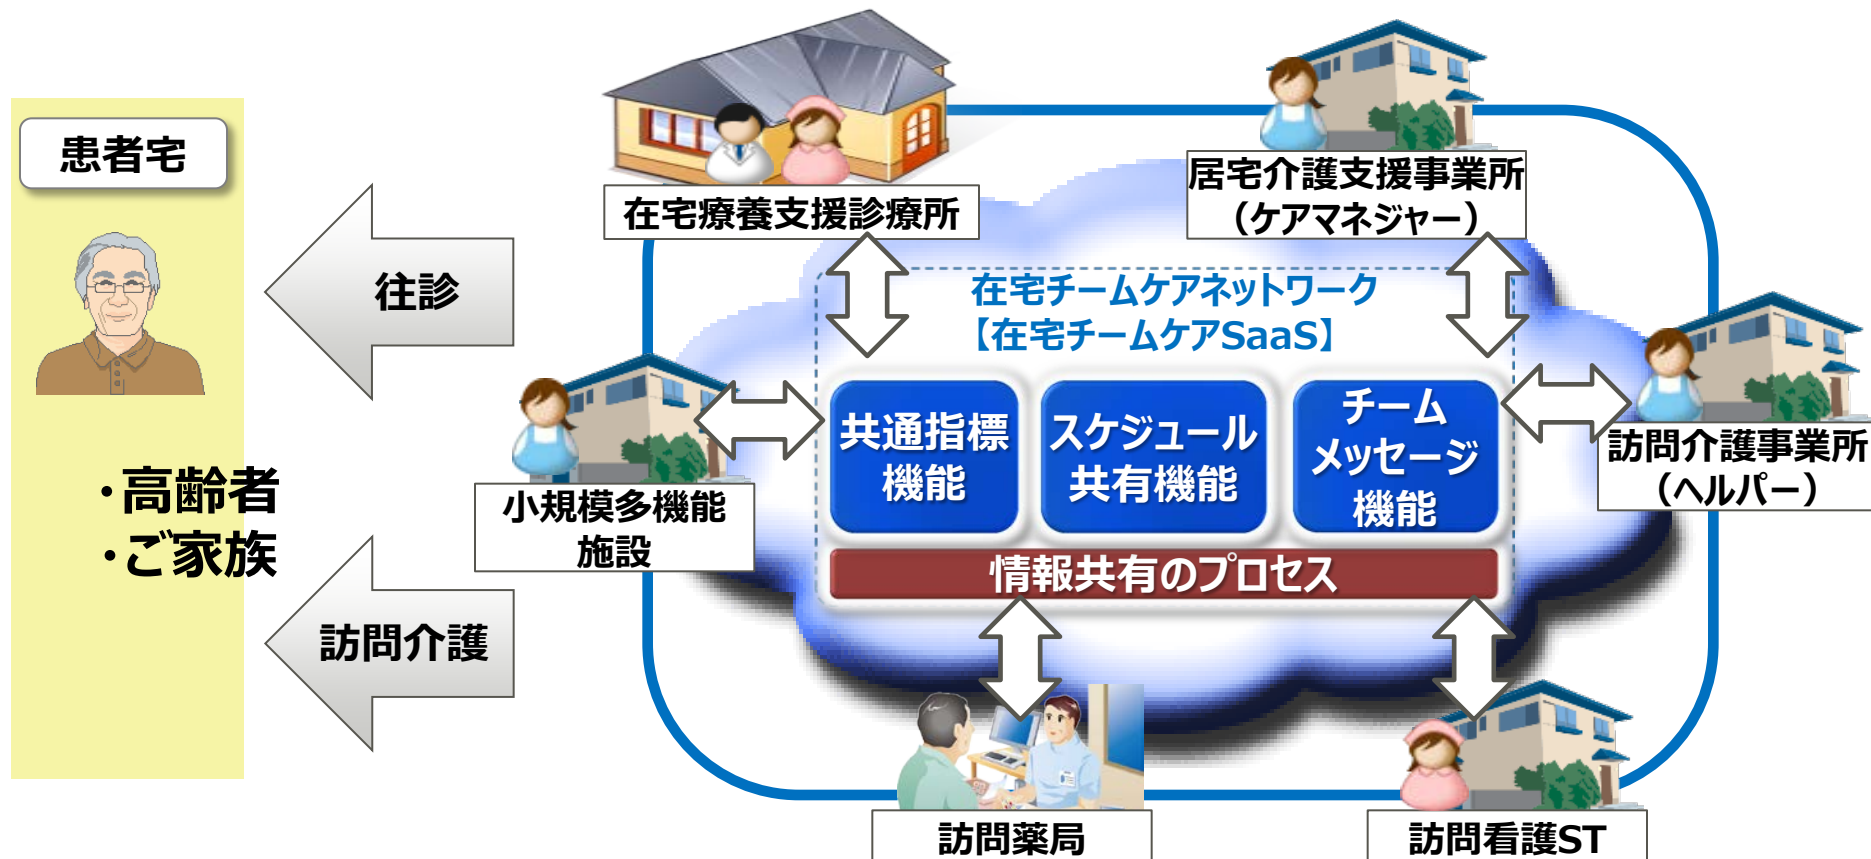 患者宅
・高齢者
・ご家族
往診
訪問介護
在宅療養支援診療所
居宅介護支援事業所
（ケアマネジャー）
在宅チームケアネットワーク
【在宅チームケアSaaS】
共通指標
機能
スケジュール
共有機能
チーム
メッセージ
機能
情報共有のプロセス
小規模多機能
施設
訪問介護事業所
（ヘルパー）
訪問薬局
訪問看護ST